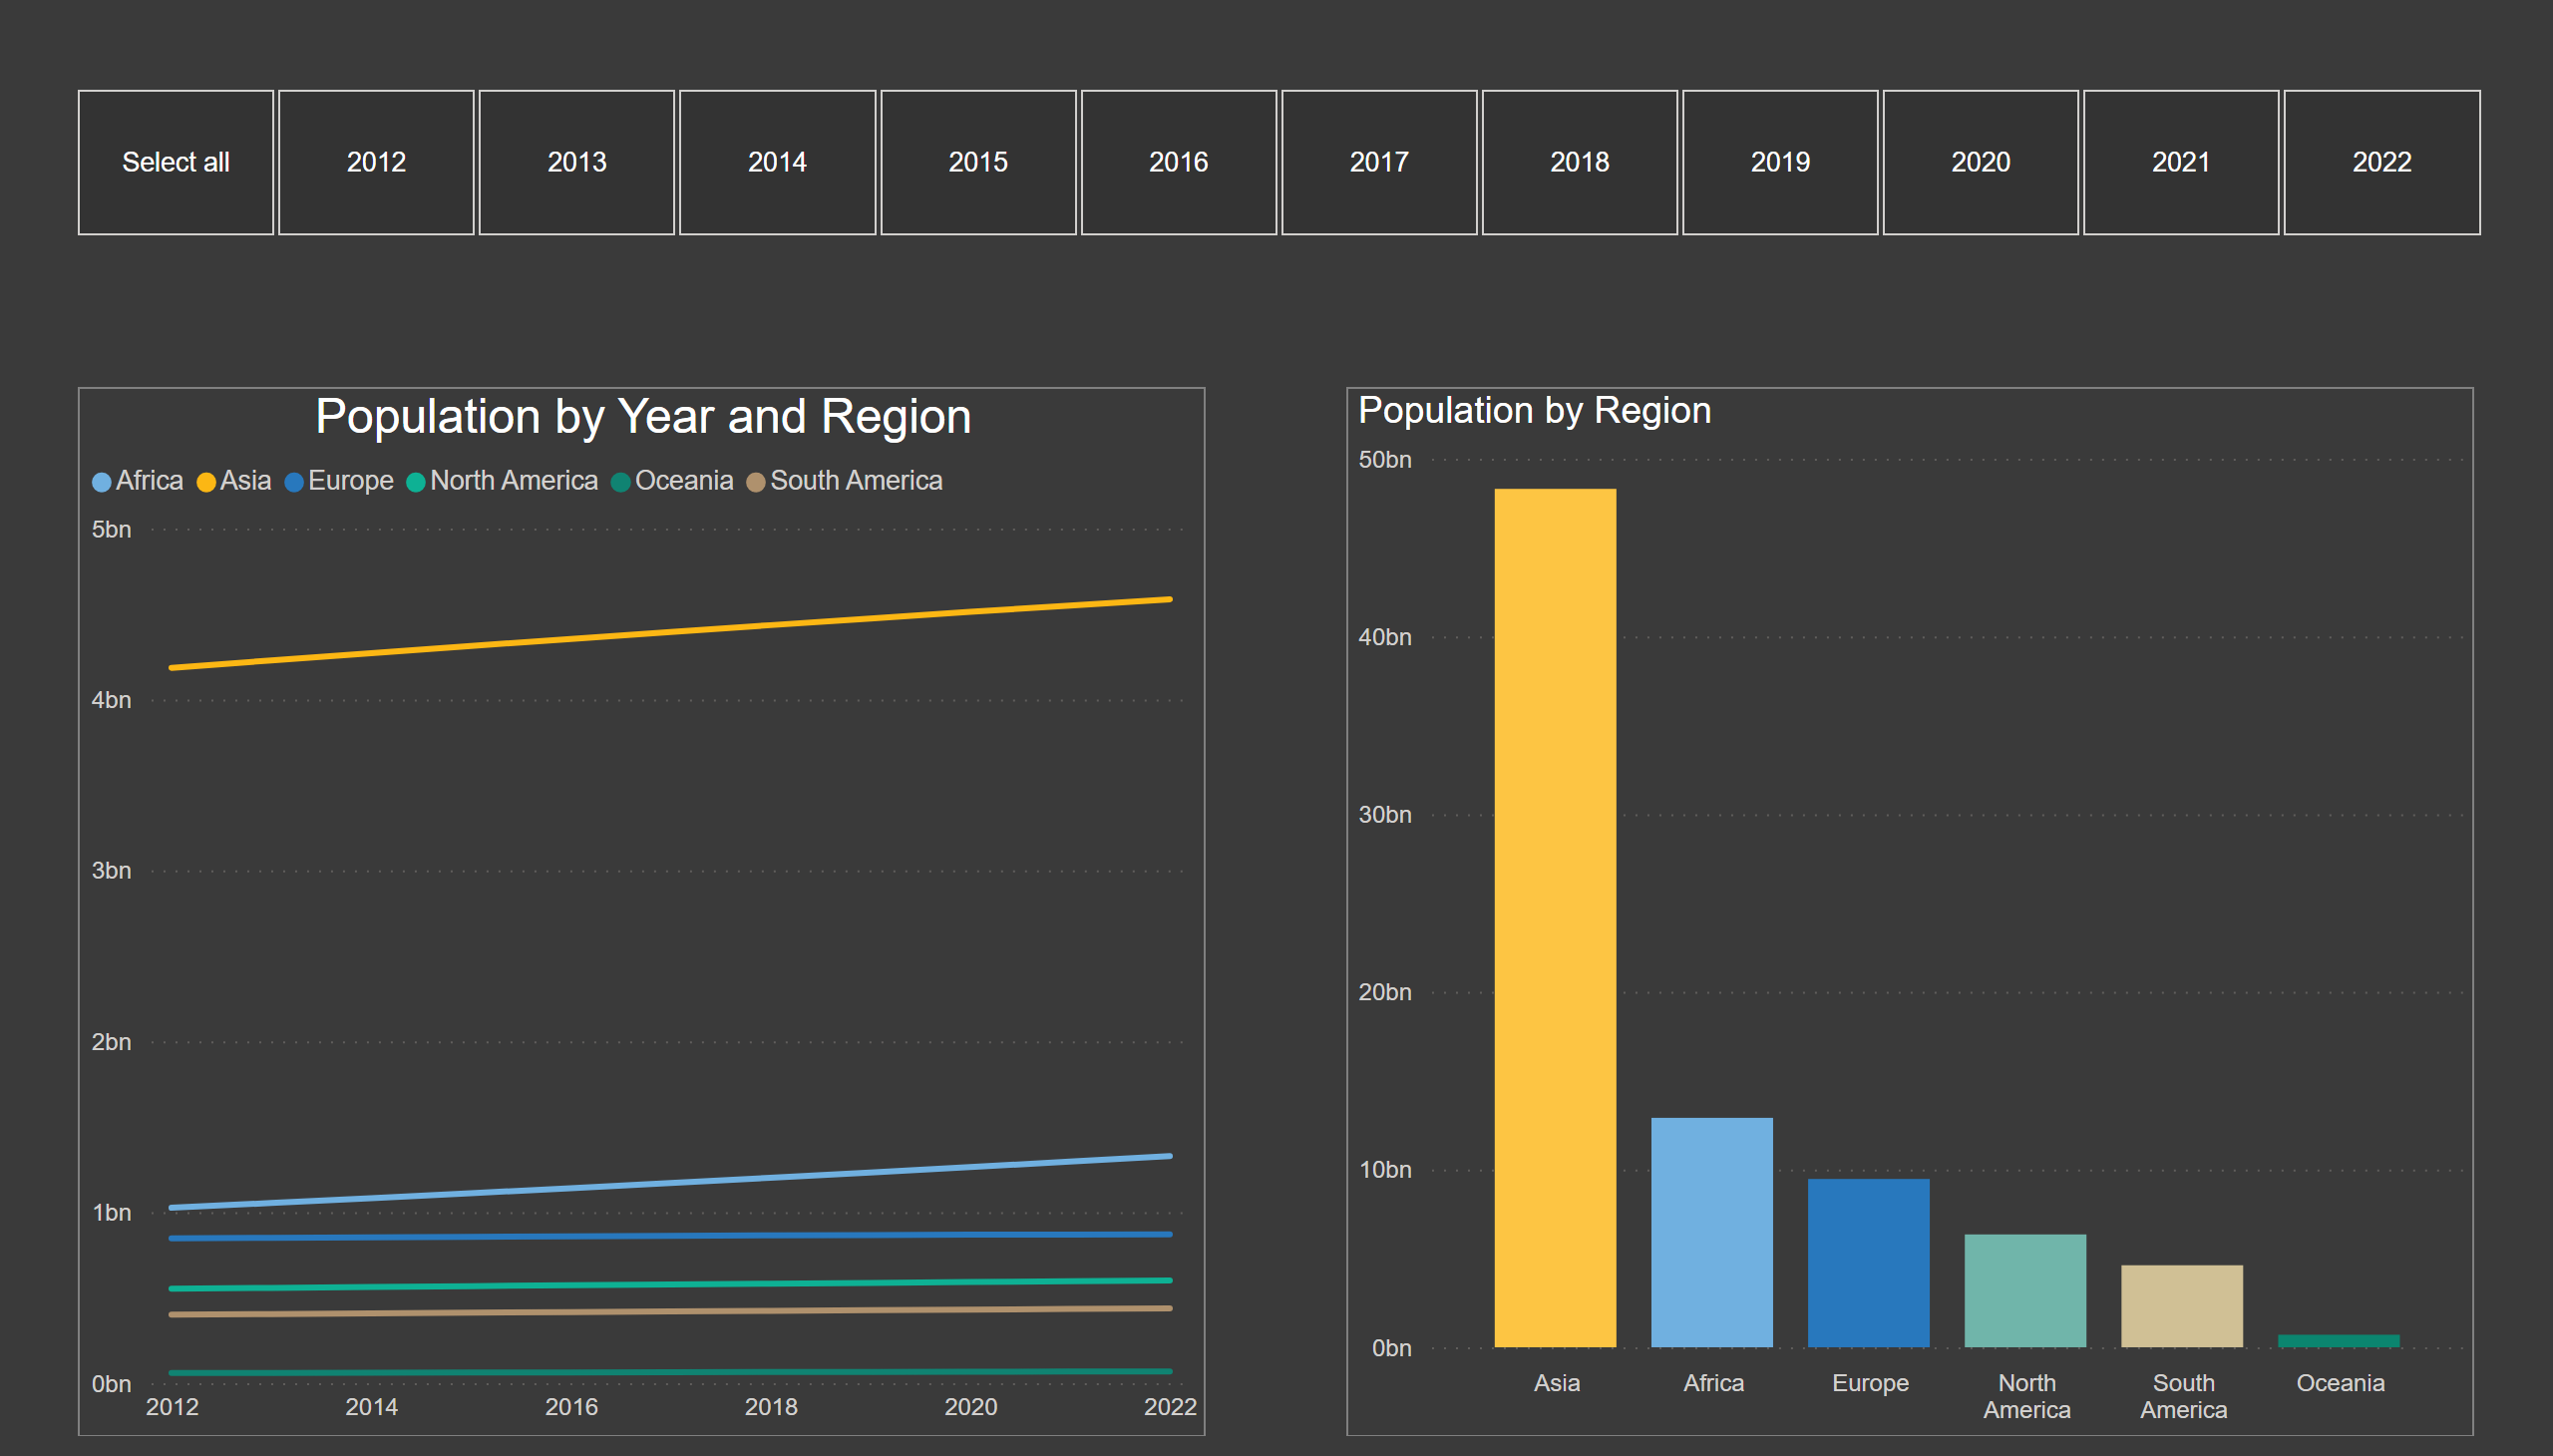 Select all 2012 2013 2014 2015 2016 2017 2018 2019 2020 2021 2022
Population by Year and Region
Africa Asia Europe North America Oceania South America
5bn
4bn
3bn
2bn
1bn
0bn
2012 2014 2016 2018 2020 2022
Population by Region
50bn
40bn
30bn
20bn
10bn
0bn
Asia Africa Europe North America South America Oceania